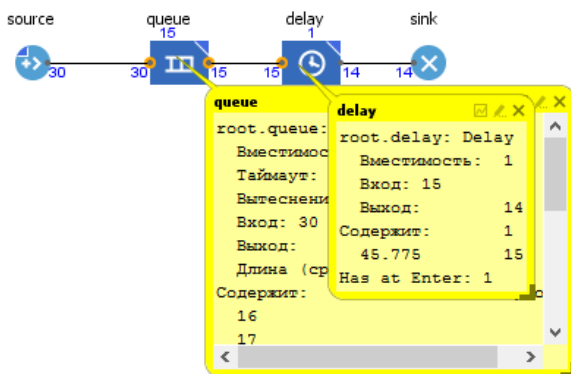 source queue delay sink
15 1
30 30 15 15 14 14
queue
root.queue:
Вместимос
Таймаут:
Вытеснени
Вход: 30
Выход:
Длина (ср
Содержит:
16
17
delay
root.delay: Delay
Вместимость: 1
Вход: 15
Выход: 14
Содержит: 1
45.775 15
Has at Enter: 1